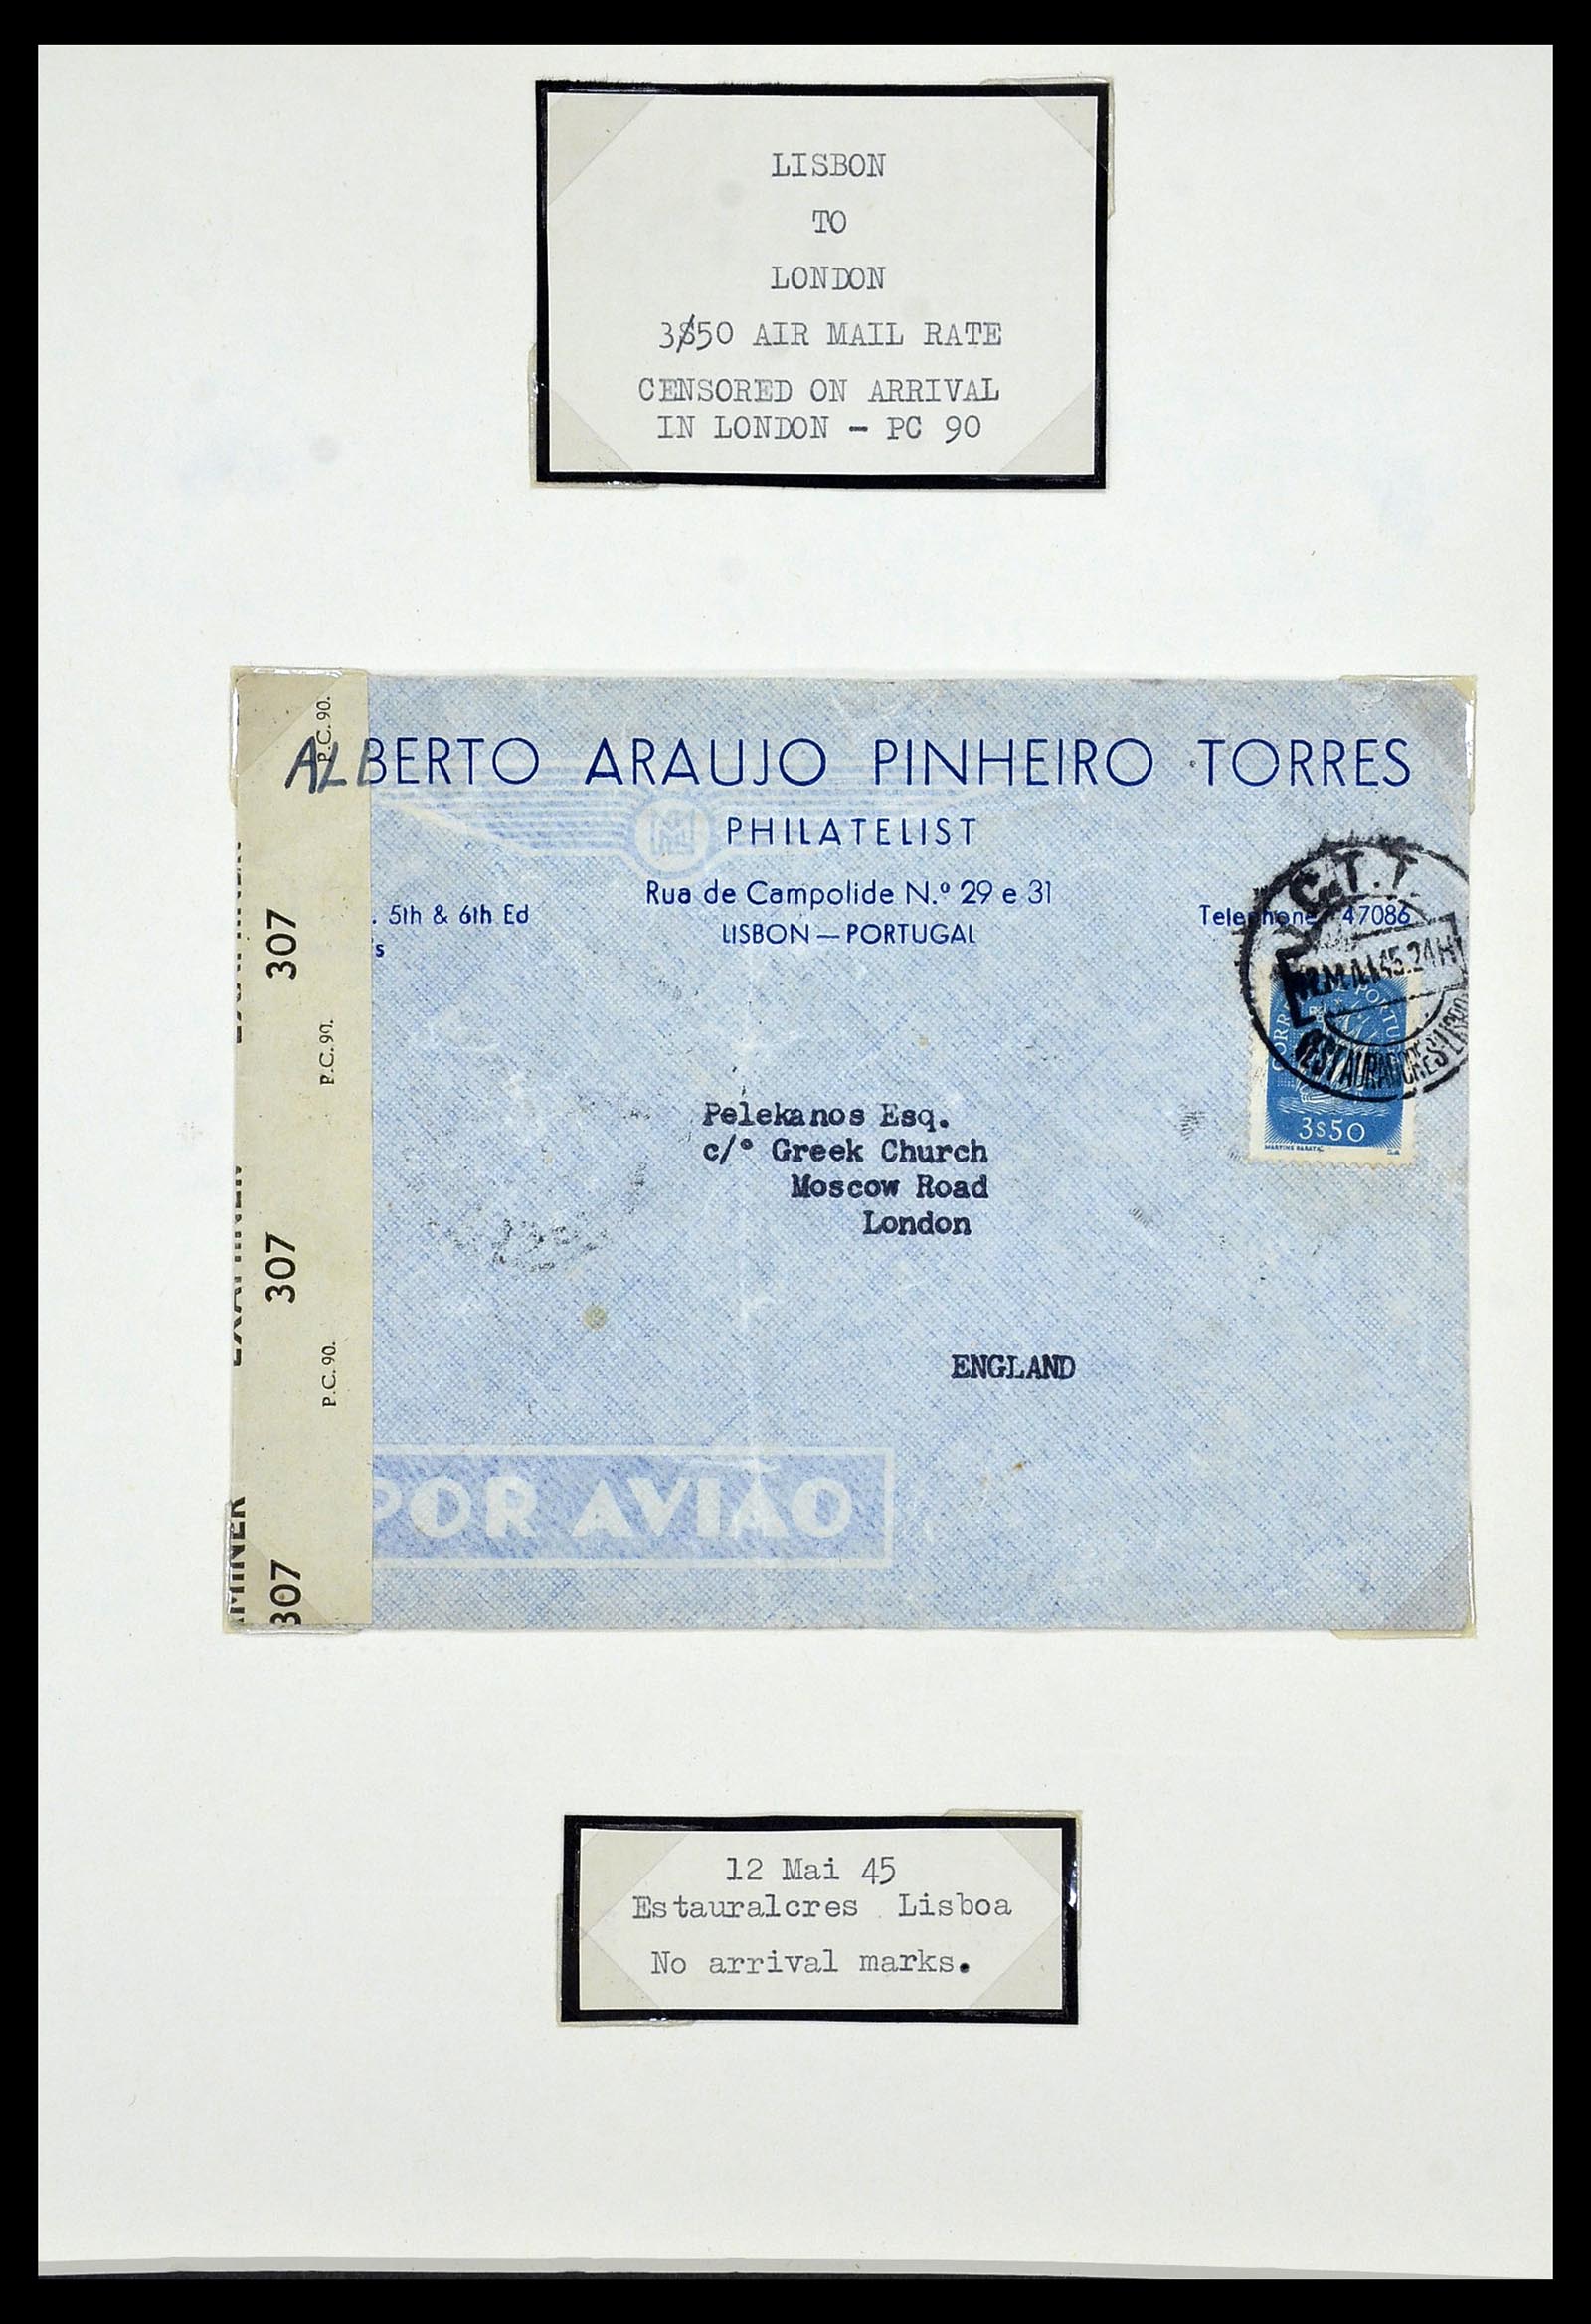 LISBON
TO
LONDON
3$50 AIR MAIL RATE
CENSORED ON ARRIVAL
IN LONDON - PC 90
P.C. 90.
ALBERTO ARAUJO PINHEIRO TORRES
PHILATELIST
Rua de Campolide N.º 29 e 31
. 5th & 6th Ed
Telephone 47086
LISBON — PORTUGAL
s
307
P.C. 90.
EXAMINER
307
P.C. 90.
307
C.T.T.
12MAI45.24H
3s50
Pelekanos Esq.
c/º Greek Church
Moscow Road
London
ENGLAND
POR AVIÃO
12 Mai 45
Estauralcres Lisboa
No arrival marks.